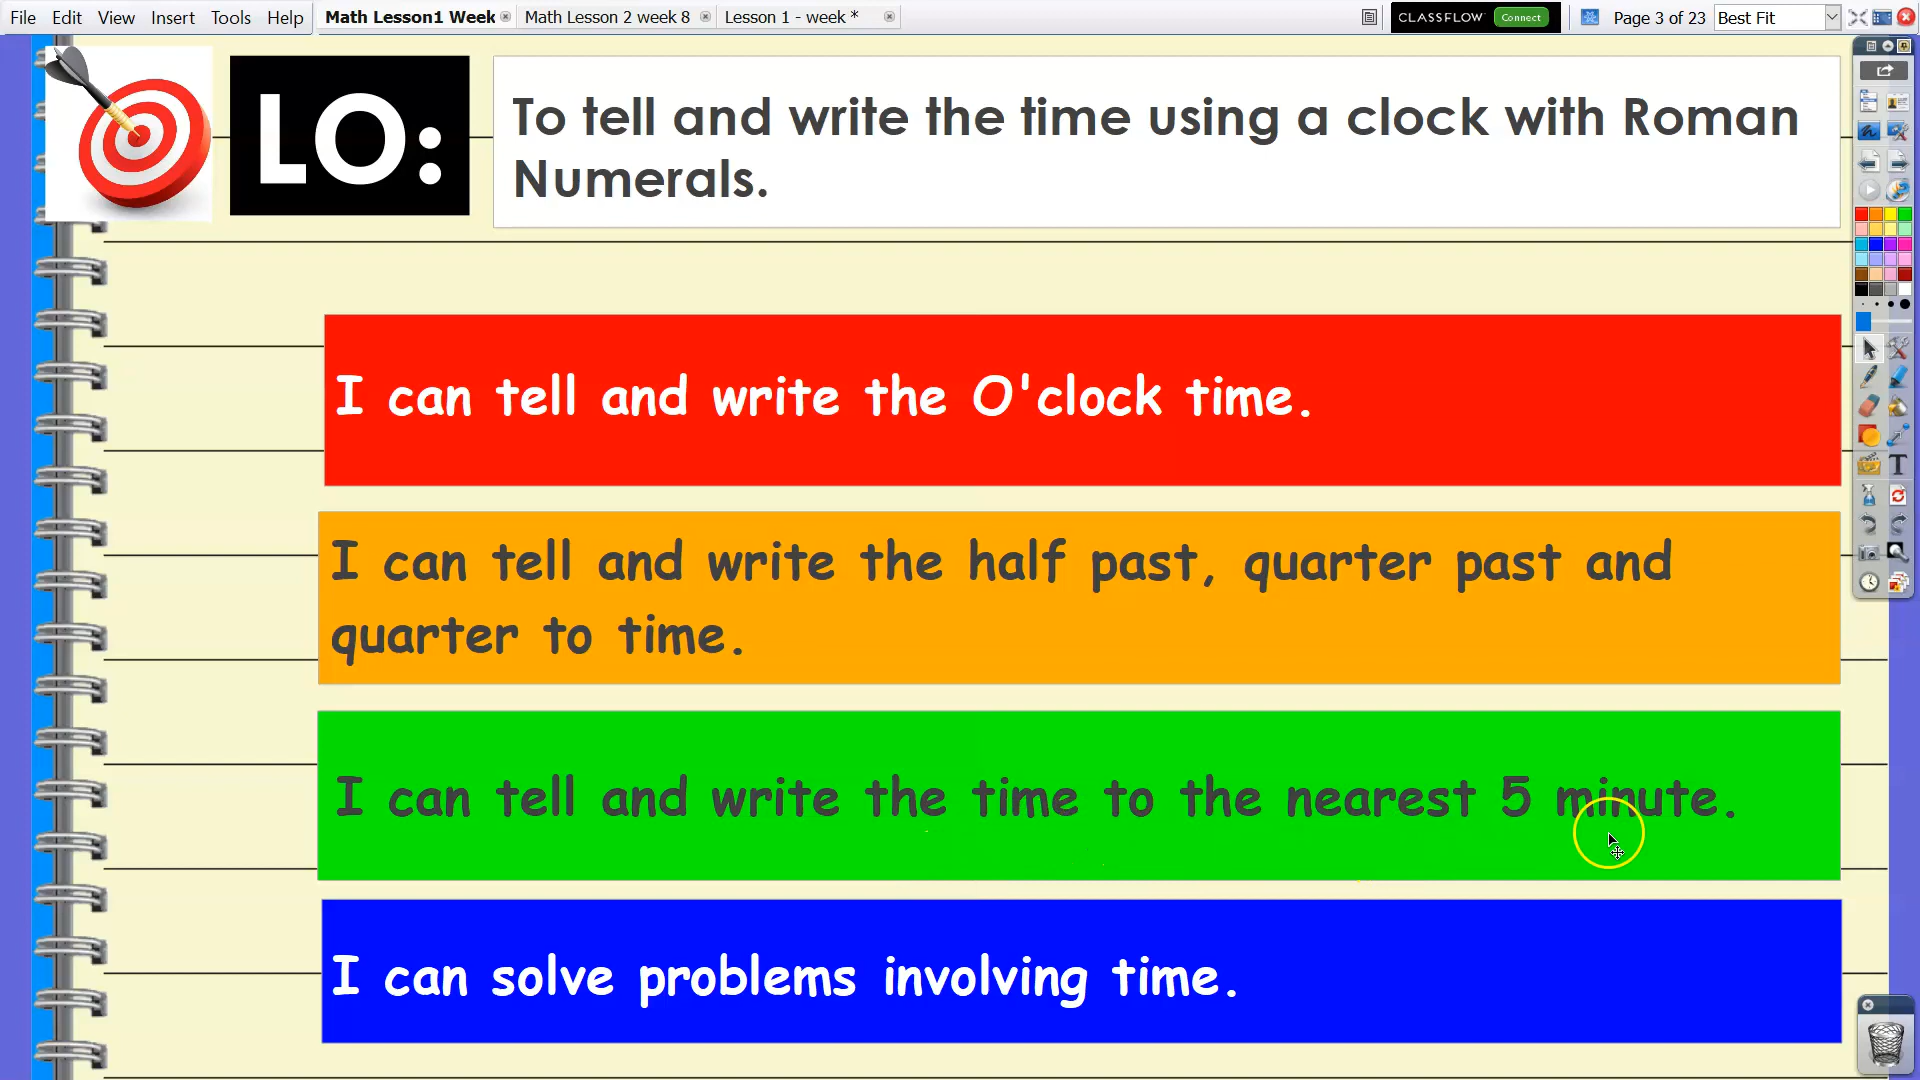 File Edit View Insert Tools Help
Math Lesson1 Week
Math Lesson 2 week 8
Lesson 1 - week *
CLASSFLOW Connect
Page 3 of 23
Best Fit
LO:
To tell and write the time using a clock with Roman
Numerals.
I can tell and write the O'clock time.
I can tell and write the half past, quarter past and
quarter to time.
I can tell and write the time to the nearest 5 minute.
I can solve problems involving time.